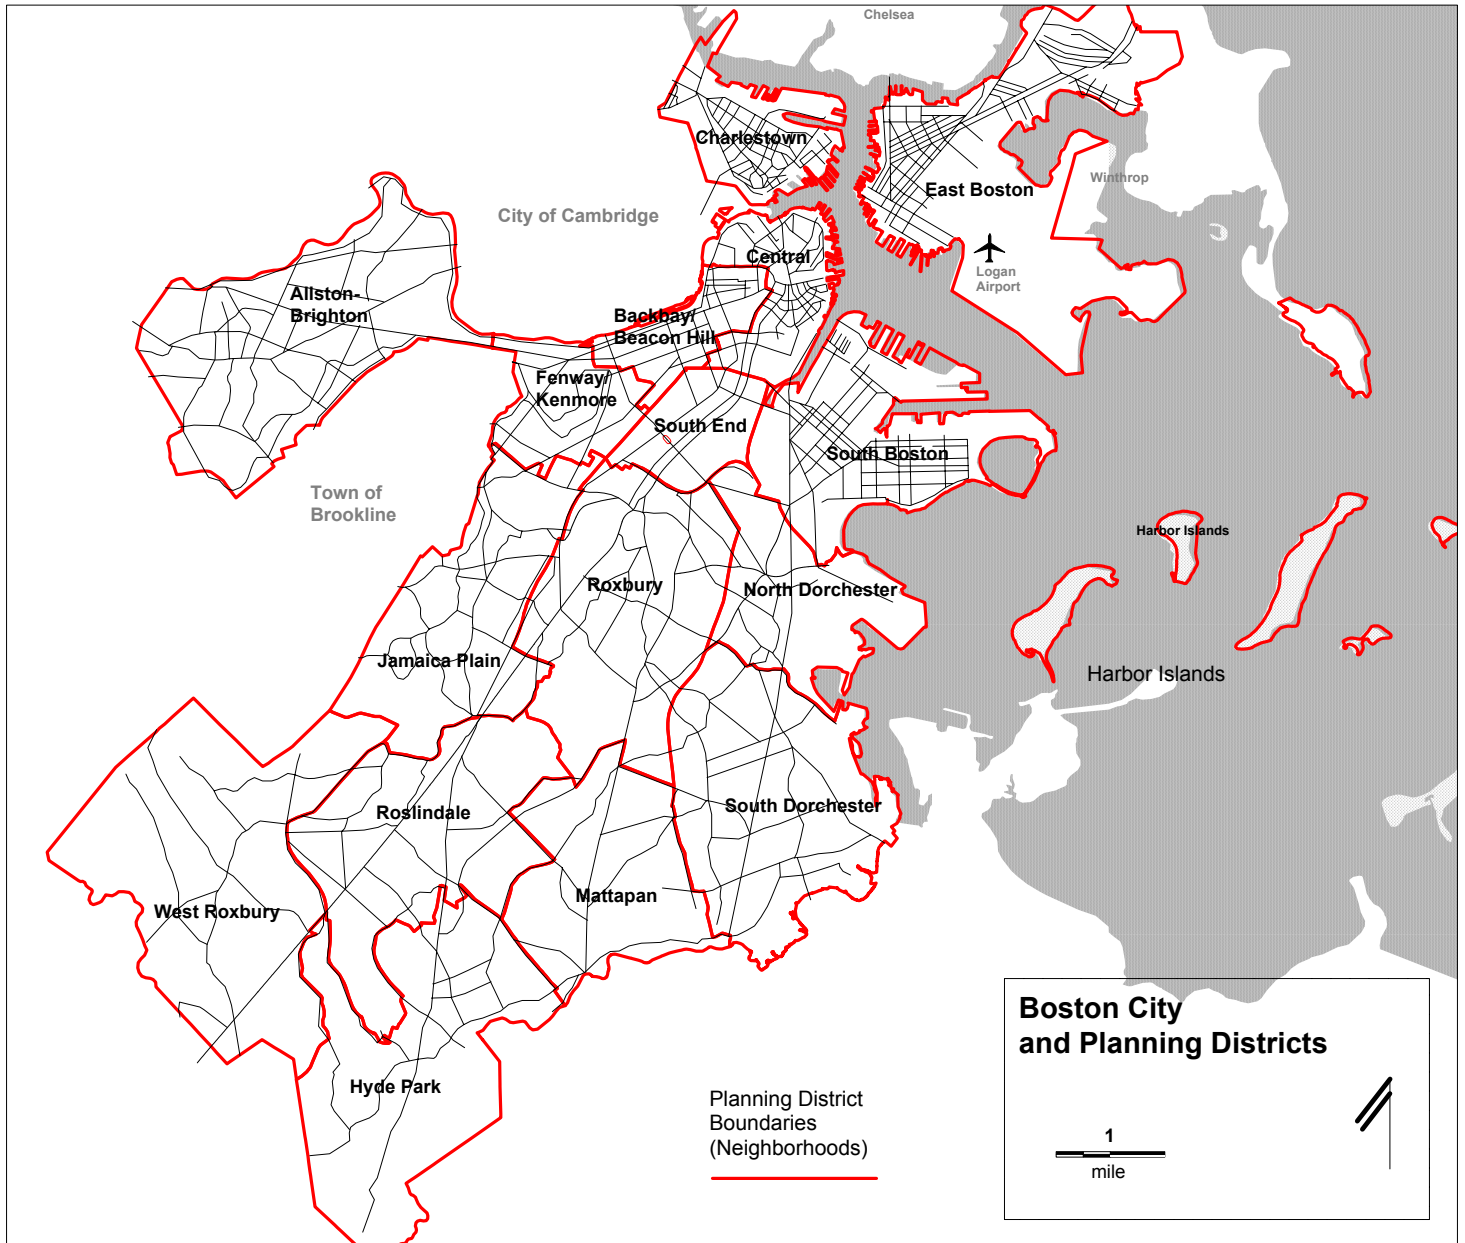 Chelsea
Charlestown
East Boston
Winthrop
City of Cambridge
Central
Logan
Airport
Allston-
Brighton
Backbay/
Beacon Hill
Fenway/
Kenmore
South End
South Boston
Town of
Brookline
Harbor Islands
Roxbury
North Dorchester
Jamaica Plain
Harbor Islands
South Dorchester
Roslindale
Mattapan
West Roxbury
Hyde Park
Planning District
Boundaries
(Neighborhoods)
Boston City
and Planning Districts
1
mile